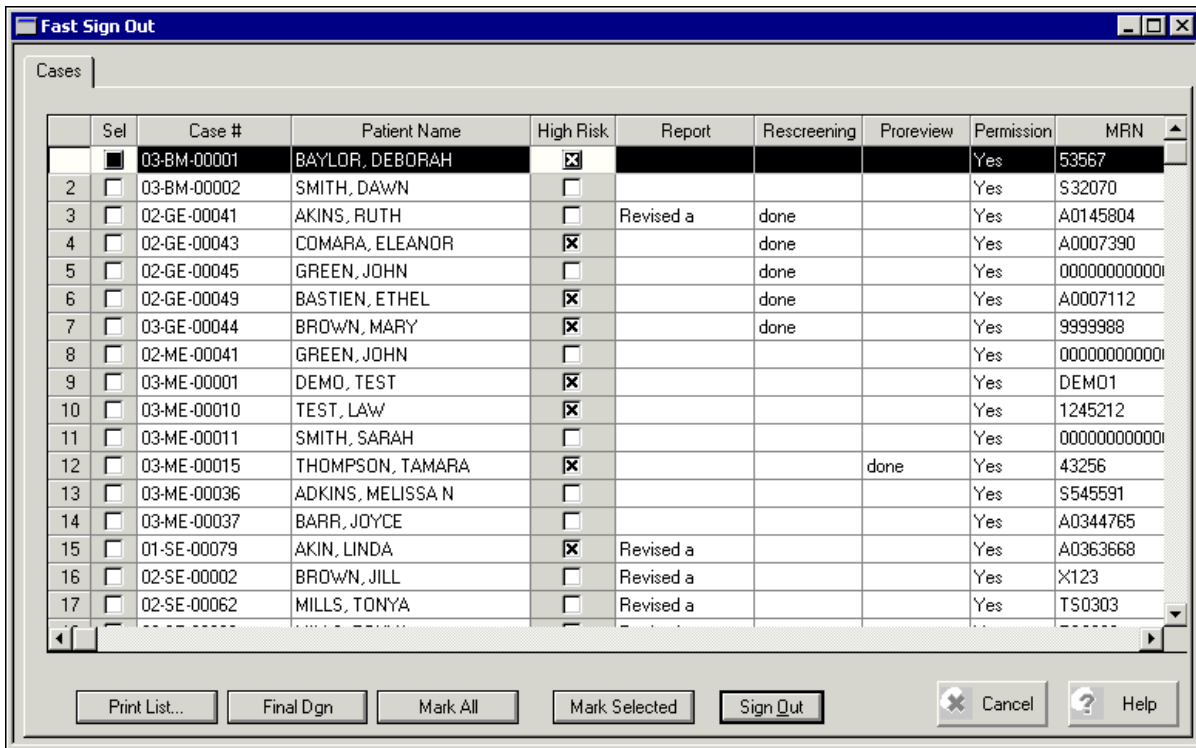 Fast Sign Out
Cases
Sel Case # Patient Name High Risk Report Rescreening Proreview Permission MRN
03-BM-00001 BAYLOR, DEBORAH Yes 53567
2 03-BM-00002 SMITH, DAWN Yes S32070
3 02-GE-00041 AKINS, RUTH Revised a done Yes A0145804
4 02-GE-00043 COMARA, ELEANOR done Yes A0007390
5 02-GE-00045 GREEN, JOHN done Yes
6 02-GE-00049 BASTIEN, ETHEL done Yes A0007112
7 03-GE-00044 BROWN, MARY done Yes 9999988
8 02-ME-00041 GREEN, JOHN Yes
9 03-ME-00001 DEMO, TEST Yes DEMO1
10 03-ME-00010 TEST, LAW Yes 1245212
11 03-ME-00011 SMITH, SARAH Yes
12 03-ME-00015 THOMPSON, TAMARA done Yes 43256
13 03-ME-00036 ADKINS, MELISSA N Yes S545591
14 03-ME-00037 BARR, JOYCE Yes A0344765
15 01-SE-00079 AKIN, LINDA Revised a Yes A0363668
16 02-SE-00002 BROWN, JILL Revised a Yes X123
17 02-SE-00062 MILLS, TONYA Revised a Yes TS0303
Print List... Final Dgn Mark All Mark Selected Sign Out Cancel Help